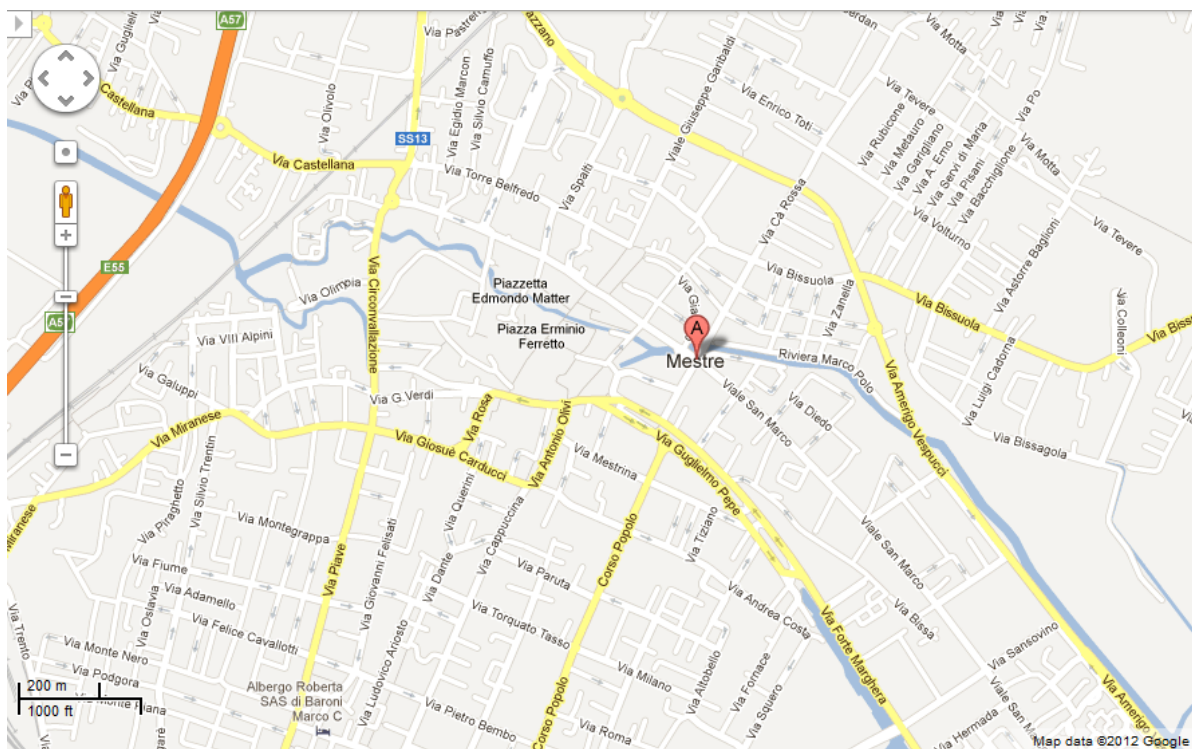 A57
Via Pastrer
Viale Giuseppe Garibaldi
Via Motta
Via Enrico Toti
Via Tevere
Via Po
Via Olivolo
Via Egidio Marcon
Via Silvio Camuffo
Castellana
SS13
Via Castellana
Via Torre Belfredo
Via Spalti
Via Rubicone
Via Metauro
Via Garigliano
Via A. Emo
Via Servi di Maria
Via Pisani
Via Bacchiglione
Via Motta
Via Cà Rossa
Via Volturno
Via Astorre Baglioni
Via Tevere
E55
Via Olimpia
Via Circonvallazione
Piazzetta
Edmondo Matter
Via Bissuola
Via Zanella
Via Bissuola
Via Colleoni
A57
Via VIII Alpini
Piazza Erminio
Ferretto
A
Mestre
Riviera Marco Polo
Via Luigi Cadorna
Via Galuppi
Via G.Verdi
Via Rosa
Via Antonio Olivi
Viale San Marco
Via Diedo
Via Amerigo Vespucci
Via Miranese
Via Giosuè Carducci
Via Guglielmo Pepe
Via Bissagola
Via Mestrina
Via Silvio Trentin
Via Piraghetto
Via Montegrappa
Via Querini
Via Cappuccina
Miranese
Via Piave
Via Giovanni Felisati
Via Dante
Corso Popolo
Via Tiziano
Viale San Marco
Via Fiume
Via Paruta
Via Adamello
Via Oslavia
Via Felice Cavallotti
Via Torquato Tasso
Via Andrea Costa
Via Bissa
Via Trento
Via Monte Nero
Via Ludovico Ariosto
Via Forte Marghera
Via Sansovino
Via Podgora
Via Milano
Via Altobello
Via Fornace
Via Monte Piana
Albergo Roberta
SAS di Baroni
Marco C
Via Squero
Corso Popolo
Via Pietro Bembo
Via Roma
Via Hermada
Viale San
Via Amerigo
200 m
1000 ft
Map data ©2012 Google